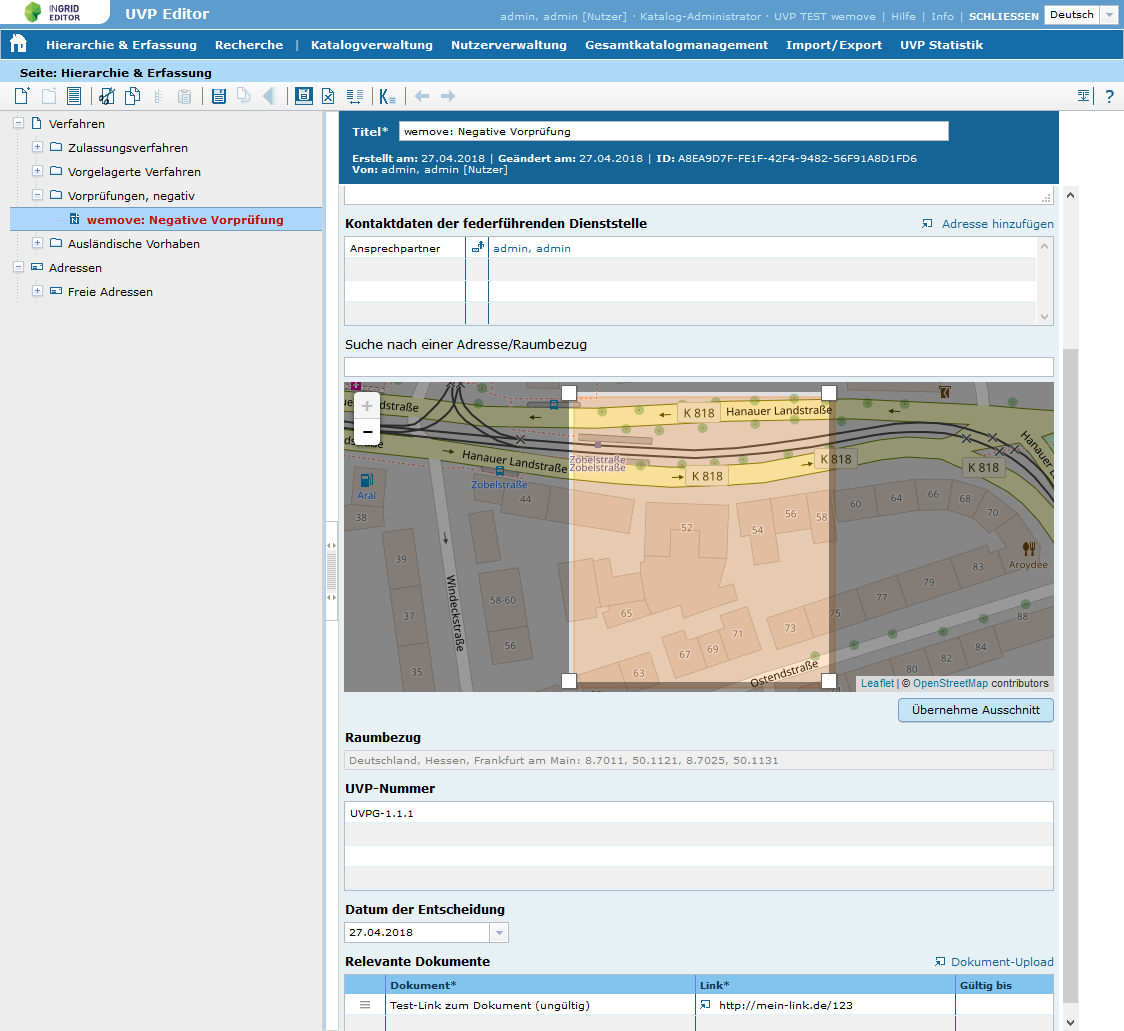 INGRID
EDITOR
UVP Editor
admin, admin [Nutzer] · Katalog-Administrator · UVP TEST wemove | Hilfe | Info | SCHLIESSEN Deutsch
Hierarchie & Erfassung Recherche | Katalogverwaltung Nutzerverwaltung Gesamtkatalogmanagement Import/Export UVP Statistik
Seite: Hierarchie & Erfassung
K ?
Verfahren
Zulassungsverfahren
Vorgelagerte Verfahren
Vorprüfungen, negativ
N wemove: Negative Vorprüfung
Ausländische Vorhaben
Adressen
Freie Adressen
Titel* wemove: Negative Vorprüfung
Erstellt am: 27.04.2018 | Geändert am: 27.04.2018 | ID: A8EA9D7F-FE1F-42F4-9482-56F91A8D1FD6
Von: admin, admin [Nutzer]
Kontaktdaten der federführenden Dienststelle Adresse hinzufügen
Ansprechpartner admin, admin
Suche nach einer Adresse/Raumbezug
+
−
K 818 Hanauer Landstraße
Hanauer Landstraße
K 818
K 818
K 818
Zobelstraße
Zobelstraße
Zobelstraße
Aral
38
44
52
54
56
58
60
64
66
68
70
Aroydee
39
37
35
Windeckstraße
58-60
56
65
63
67
69
71
73
75
77
79
83
88
84
82
80
Ostendstraße
Leaflet | © OpenStreetMap contributors
Übernehme Ausschnitt
Raumbezug
Deutschland, Hessen, Frankfurt am Main: 8.7011, 50.1121, 8.7025, 50.1131
UVP-Nummer
UVPG-1.1.1
Datum der Entscheidung
27.04.2018
Relevante Dokumente Dokument-Upload
Dokument* Link* Gültig bis
Test-Link zum Dokument (ungültig) http://mein-link.de/123